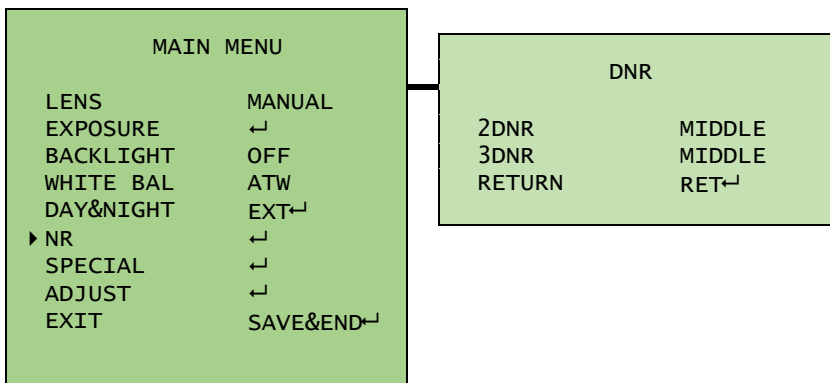 MAIN MENU
LENS MANUAL
EXPOSURE ↵
BACKLIGHT OFF
WHITE BAL ATW
DAY&NIGHT EXT↵
▸NR ↵
SPECIAL ↵
ADJUST ↵
EXIT SAVE&END↵
DNR
2DNR MIDDLE
3DNR MIDDLE
RETURN RET↵